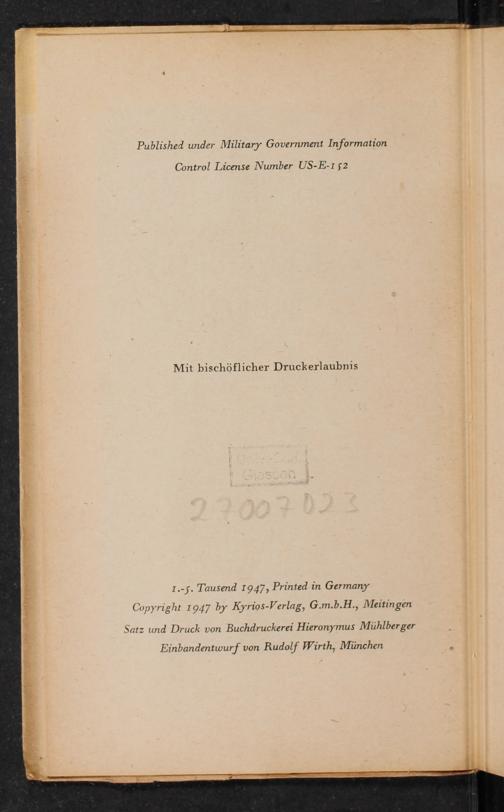 Published under Military Government Information
Control License Number US-E-152
Mit bischöflicher Druckerlaubnis
27007023
1.-5. Tausend 1947, Printed in Germany
Copyright 1947 by Kyrios-Verlag, G.m.b.H., Meitingen
Satz und Druck von Buchdruckerei Hieronymus Mühlberger
Einbandentwurf von Rudolf Wirth, München